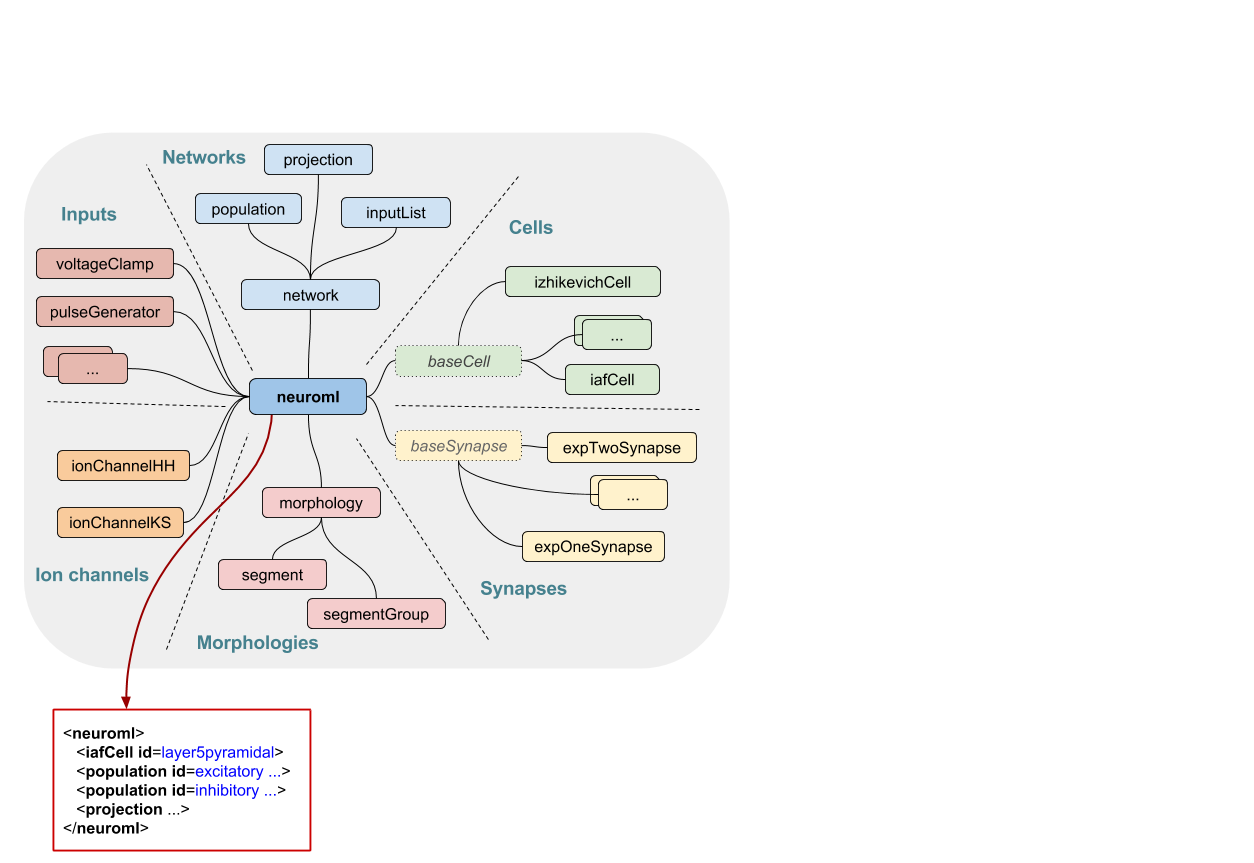 Networks
projection
population
inputList
network
Inputs
voltageClamp
pulseGenerator
...
Cells
izhikevichCell
...
baseCell
iafCell
neuroml
baseSynapse
expTwoSynapse
...
expOneSynapse
Synapses
ionChannelHH
ionChannelKS
Ion channels
morphology
segment
segmentGroup
Morphologies
<neuroml>
<iafCell id=layer5pyramidal>
<population id=excitatory ...>
<population id=inhibitory ...>
<projection ...>
</neuroml>